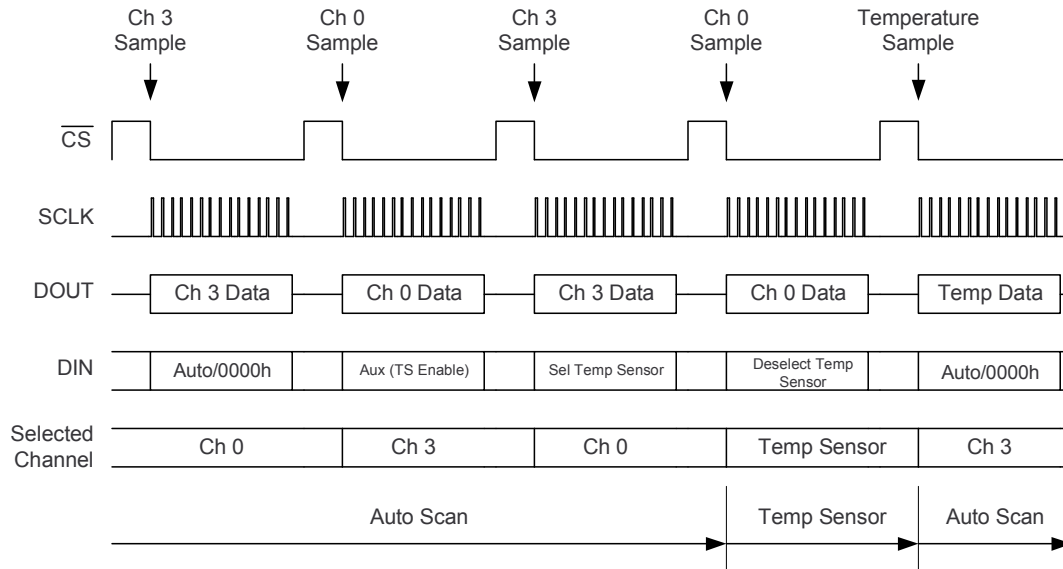 Ch 3 Sample
Ch 0 Sample
Ch 3 Sample
Ch 0 Sample
Temperature Sample
CS
SCLK
DOUT
Ch 3 Data
Ch 0 Data
Ch 3 Data
Ch 0 Data
Temp Data
DIN
Auto/0000h
Aux (TS Enable)
Sel Temp Sensor
Deselect Temp Sensor
Auto/0000h
Selected Channel
Ch 0
Ch 3
Ch 0
Temp Sensor
Ch 3
Auto Scan
Temp Sensor
Auto Scan